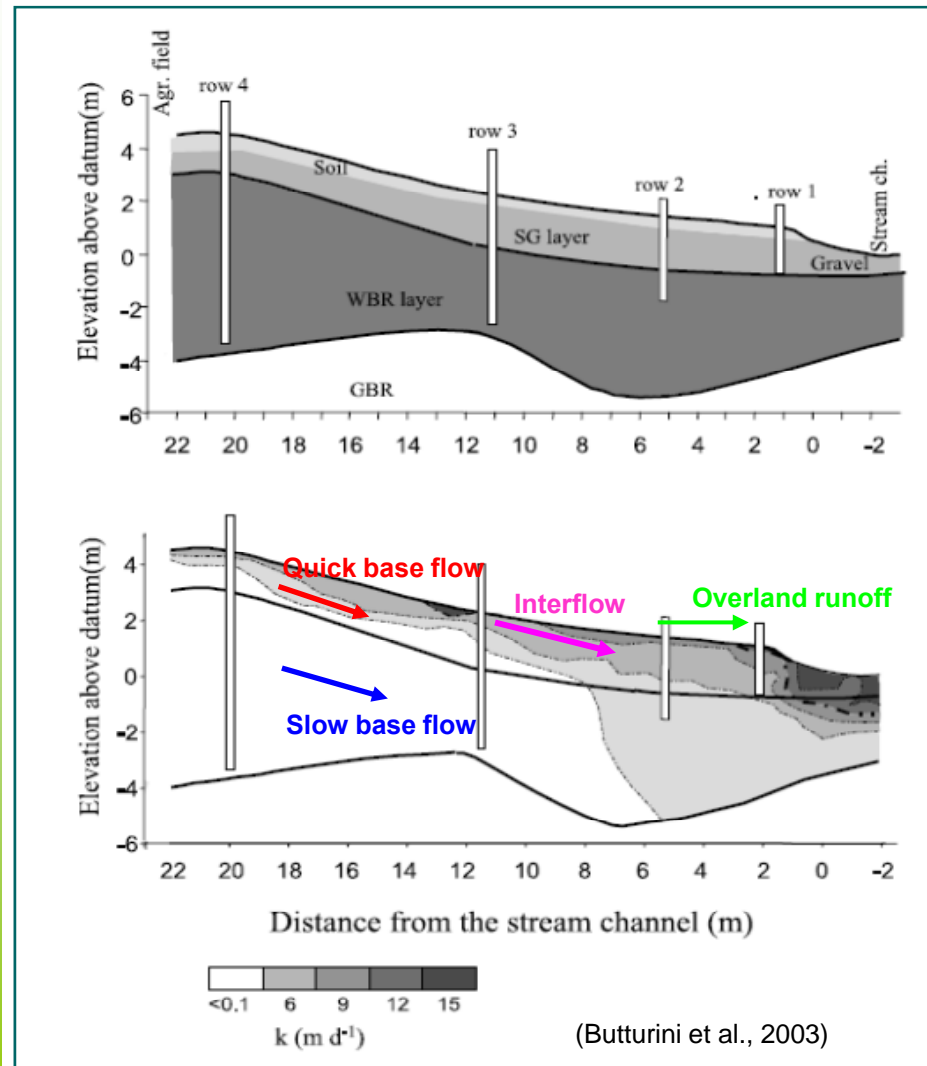 Agr. field
row 4
row 3
row 2
row 1
Stream ch.
Elevation above datum(m)
6
4
2
0
-2
-4
-6
Soil
SG layer
Gravel
WBR layer
GBR
22 20 18 16 14 12 10 8 6 4 2 0 -2
Elevation above datum(m)
4
2
0
-2
-4
-6
Quick base flow
Interflow
Overland runoff
Slow base flow
22 20 18 16 14 12 10 8 6 4 2 0 -2
Distance from the stream channel (m)
<0.1 6 9 12 15
k (m d⁻¹)
(Butturini et al., 2003)